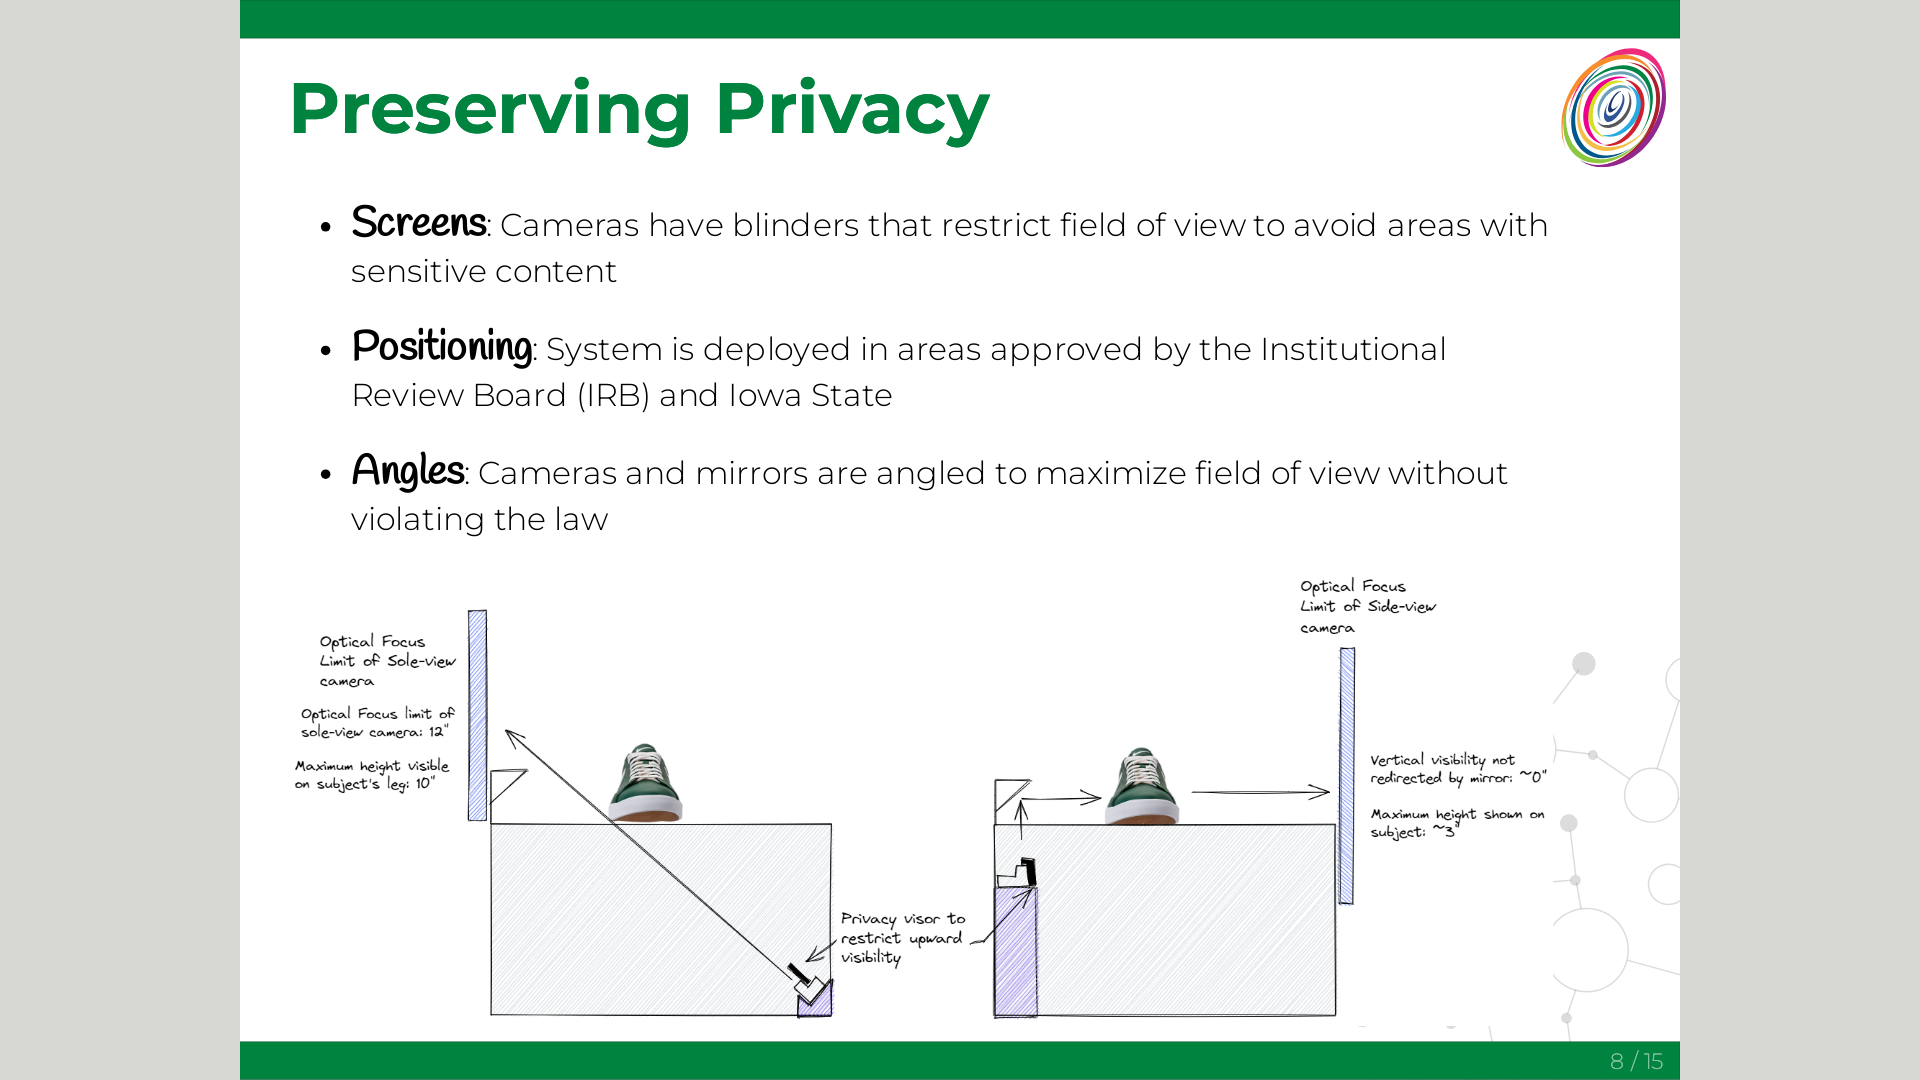 Preserving Privacy
Screens: Cameras have blinders that restrict field of view to avoid areas with
sensitive content
Positioning: System is deployed in areas approved by the Institutional
Review Board (IRB) and Iowa State
Angles: Cameras and mirrors are angled to maximize field of view without
violating the law
Optical Focus
Limit of Sole-view
camera
Optical Focus limit of
sole-view camera: 12"
Maximum height visible
on subject's leg: 10"
Privacy visor to
restrict upward
visibility
Optical Focus
Limit of Side-view
camera
Vertical visibility not
redirected by mirror: ~0"
Maximum height shown on
subject: ~3"
8 / 15